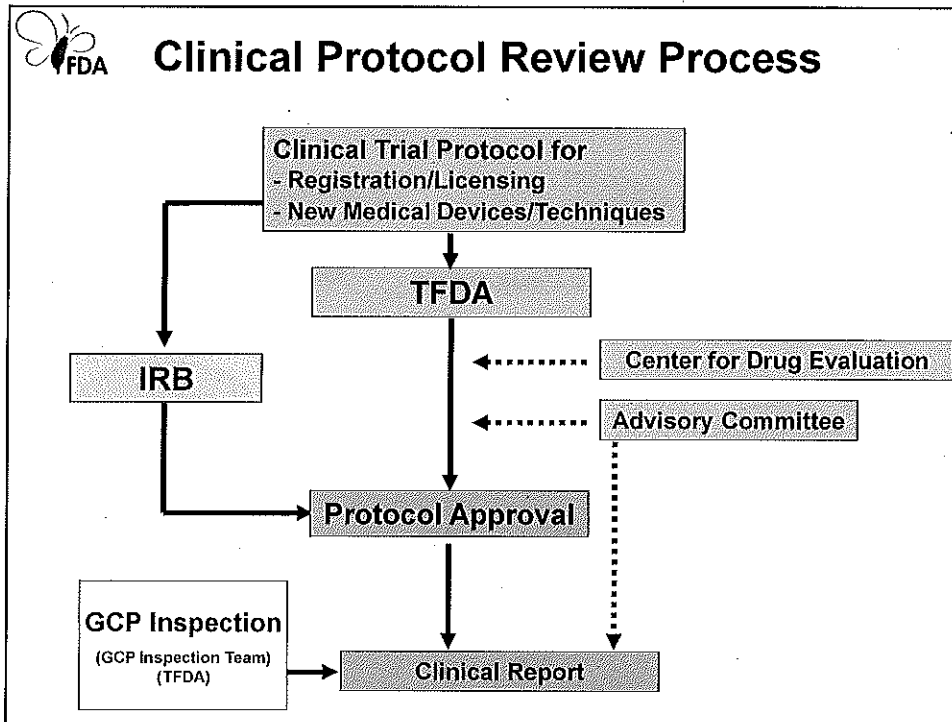 FDA
Clinical Protocol Review Process
Clinical Trial Protocol for
- Registration/Licensing
- New Medical Devices/Techniques
TFDA
Center for Drug Evaluation
IRB
Advisory Committee
Protocol Approval
GCP Inspection
(GCP Inspection Team)
(TFDA)
Clinical Report